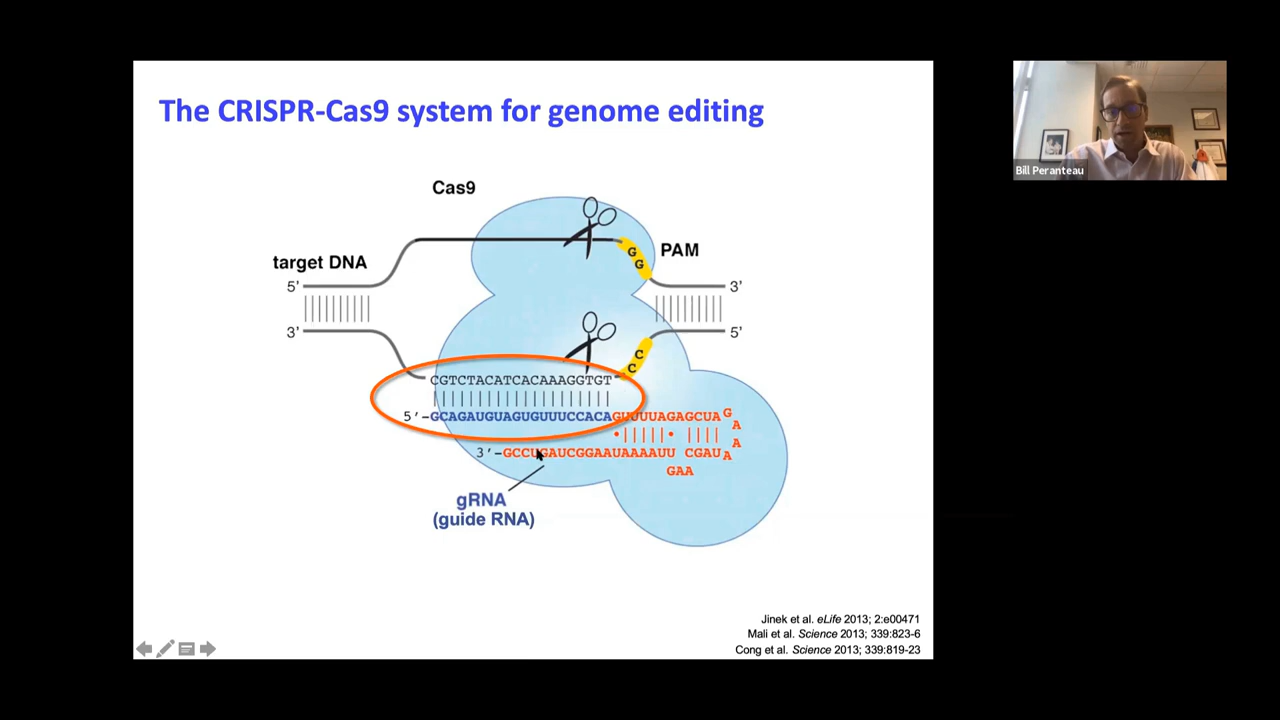 The CRISPR-Cas9 system for genome editing
Bill Peranteau
Cas9
PAM
target DNA
G
G
5'
3'
3'
5'
C
C
CGTCTACATCACAAAGGTGT
5'-GCAGAUGUAGUGUUUCCACAGUUUUAGAGCUAG
A
A
A
3'-GCCUGAUCGGAAUAAAAUU CGAU
GAA
gRNA
(guide RNA)
Jinek et al. eLife 2013; 2:e00471
Mali et al. Science 2013; 339:823-6
Cong et al. Science 2013; 339:819-23